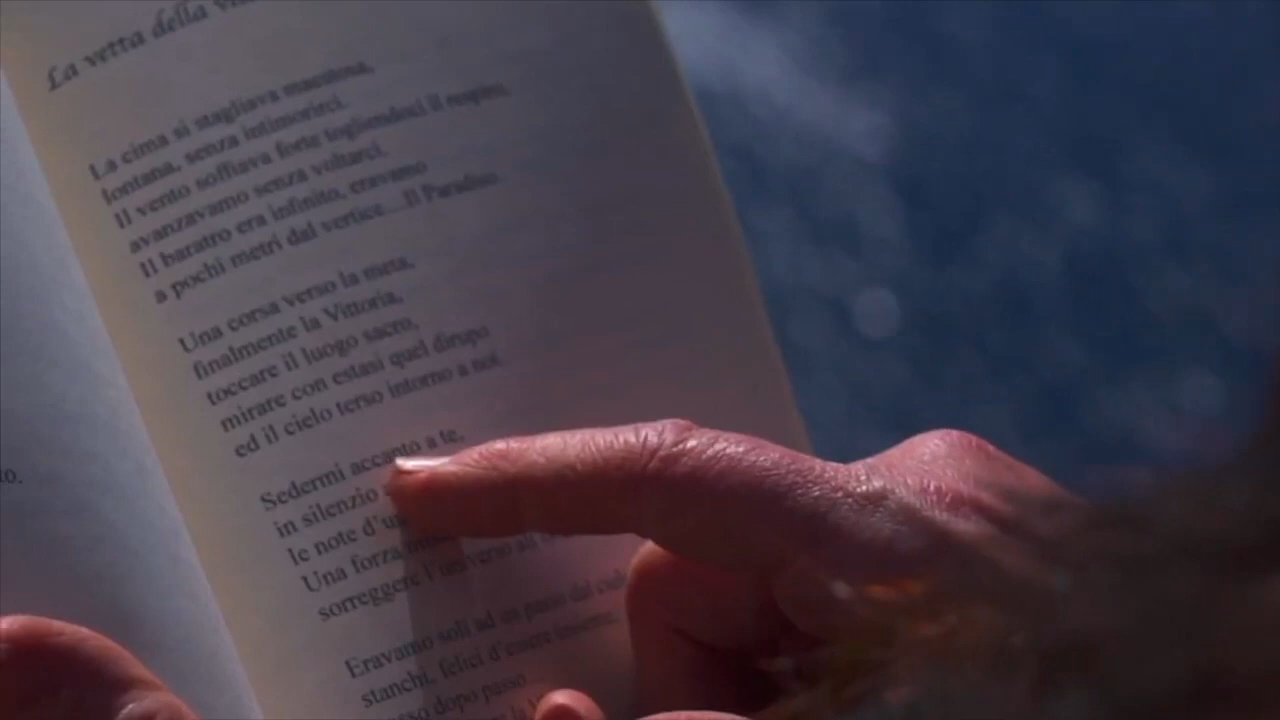 La vetta della
La cima si stagliava maestosa,
lontana, senza intimorirci.
Il vento soffiava forte togliendoci il respiro,
avanzavamo senza voltarci.
Il baratro era infinito, eravamo
a pochi metri dal vertice...Il Paradiso.
Una corsa verso la meta,
finalmente la Vittoria,
toccare il luogo sacro,
mirare con estasi quel dirupo
ed il cielo terso intorno a noi.
Sedermi accanto a te,
in silenzio
le note d'un
Una forza
sorreggere l'universo
Eravamo soli ad un passo dal
stanchi, felici d'essere insieme.
dopo passo
to.